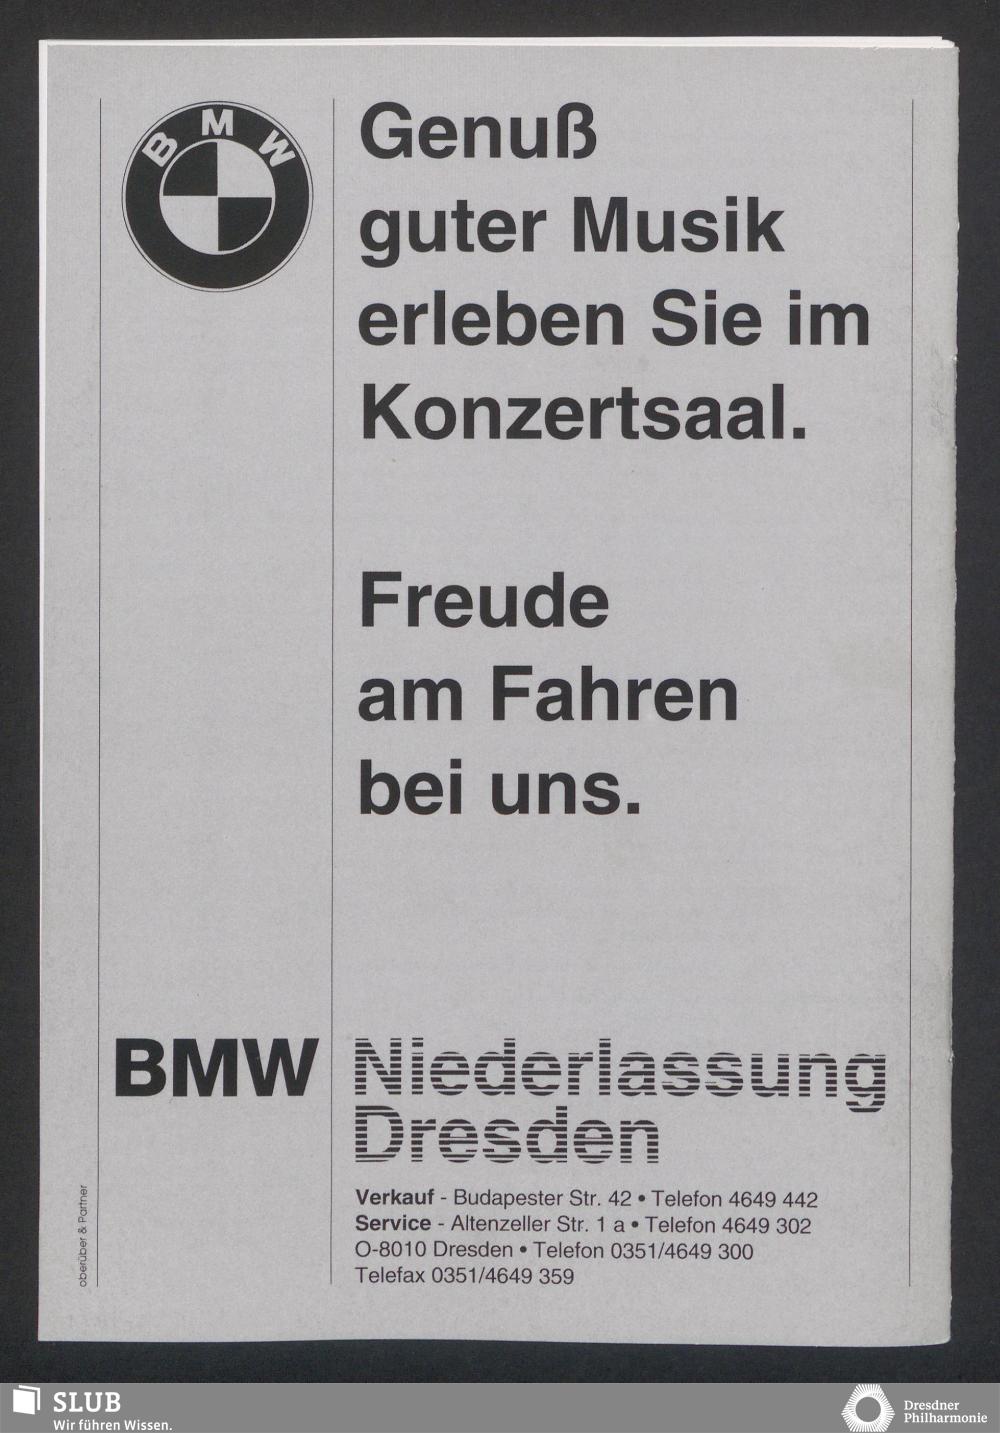 BMW
Genuß
guter Musik
erleben Sie im
Konzertsaal.
Freude
am Fahren
bei uns.
BMW Niederlassung
Dresden
Verkauf - Budapester Str. 42 • Telefon 4649 442
Service - Altenzeller Str. 1 a • Telefon 4649 302
O-8010 Dresden • Telefon 0351/4649 300
Telefax 0351/4649 359
oberüber & Partner
SLUB
Wir führen Wissen.
Dresdner
Philharmonie